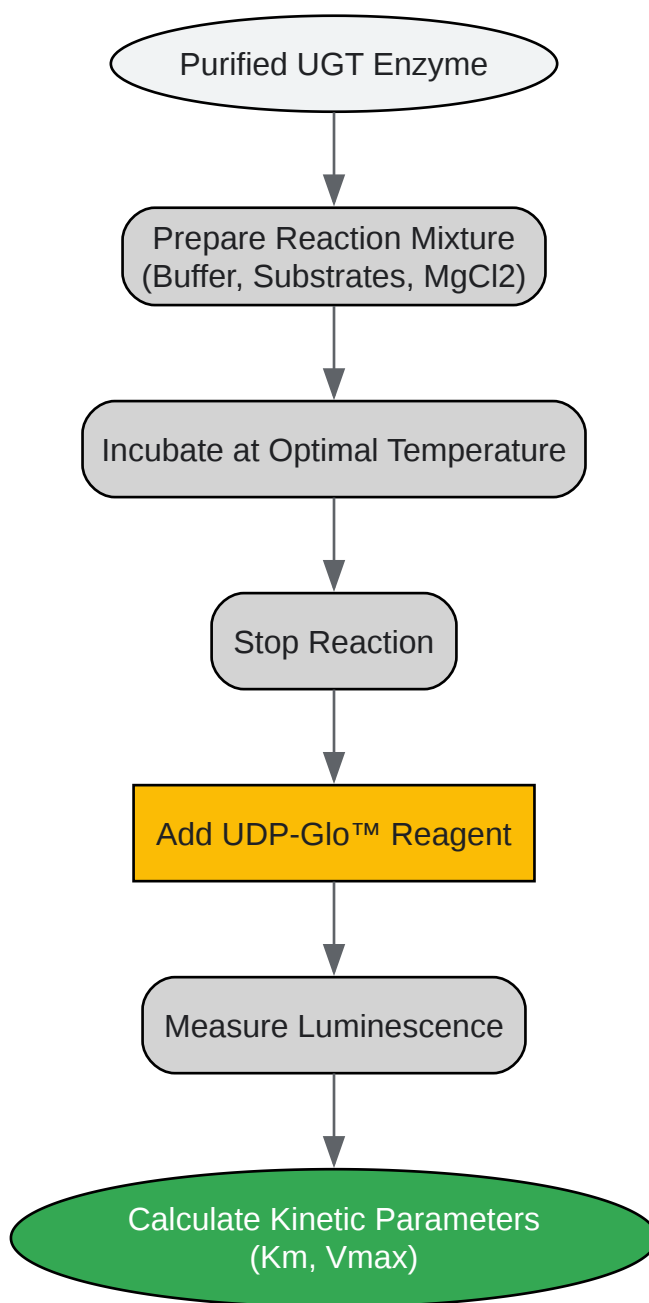 Purified UGT Enzyme
Prepare Reaction Mixture
(Buffer, Substrates, MgCl2)
Incubate at Optimal Temperature
Stop Reaction
Add UDP-Glo™ Reagent
Measure Luminescence
Calculate Kinetic Parameters
(Km, Vmax)